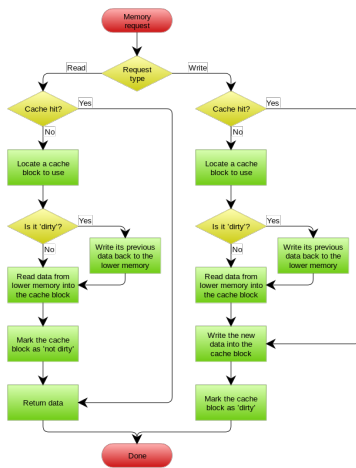 Memory
request
Request
type
Read
Write
Cache hit?
Yes
No
Locate a cache
block to use
Is it 'dirty'?
Yes
No
Write its previous
data back to the
lower memory
Read data from
lower memory into
the cache block
Mark the cache
block as 'not dirty'
Return data
Cache hit?
Yes
No
Locate a cache
block to use
Is it 'dirty'?
Yes
No
Write its previous
data back to the
lower memory
Read data from
lower memory into
the cache block
Write the new
data into the
cache block
Mark the cache
block as 'dirty'
Done